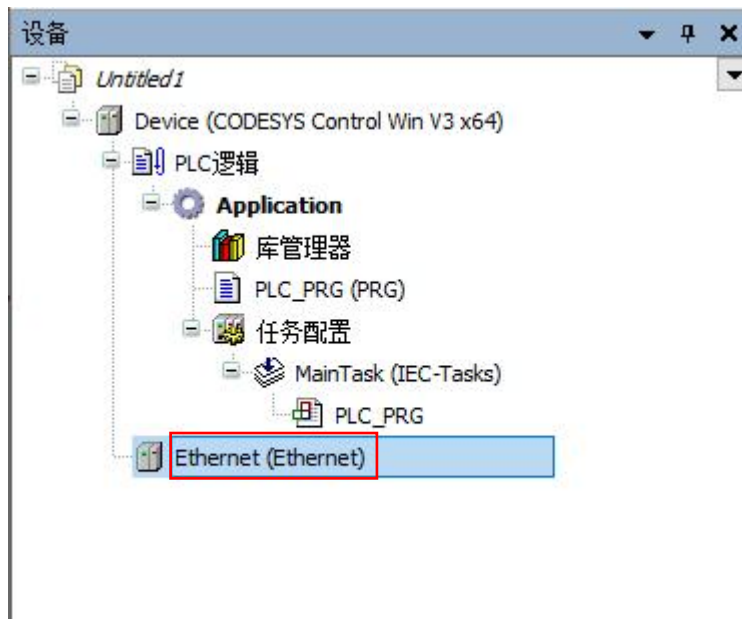 设备
Untitled1
Device (CODESYS Control Win V3 x64)
PLC逻辑
Application
库管理器
PLC_PRG (PRG)
任务配置
MainTask (IEC-Tasks)
PLC_PRG
Ethernet (Ethernet)